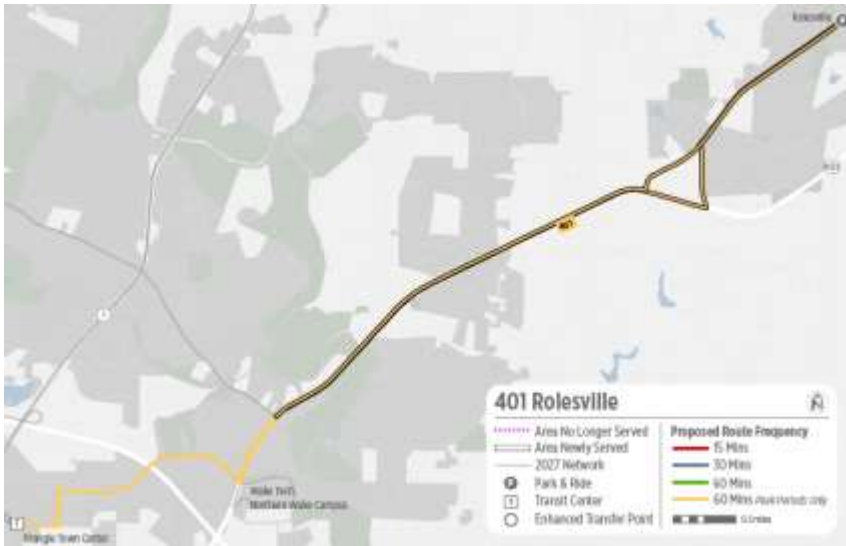 Rolesville
401
Wake Tech
Northern Wake Campus
Triangle Town Center
401 Rolesville
Area No Longer Served
Area Newly Served
2027 Network
P Park & Ride
T Transit Center
Enhanced Transfer Point
Proposed Route Frequency
15 Mins
30 Mins
60 Mins
60 Mins Peak Periods Only